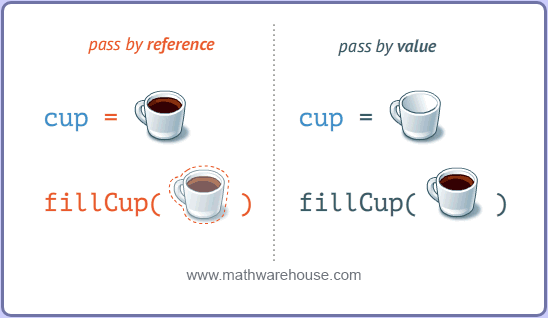 pass by reference
cup =
fillCup( )
pass by value
cup =
fillCup( )
www.mathwarehouse.com